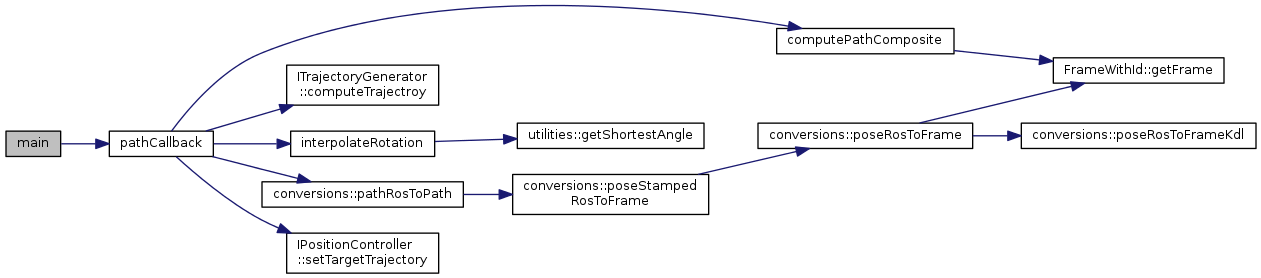 main
pathCallback
computePathComposite
ITrajectoryGenerator
::computeTrajectroy
interpolateRotation
conversions::pathRosToPath
IPositionController
::setTargetTrajectory
utilities::getShortestAngle
conversions::poseStamped
RosToFrame
conversions::poseRosToFrame
FrameWithId::getFrame
conversions::poseRosToFrameKdl